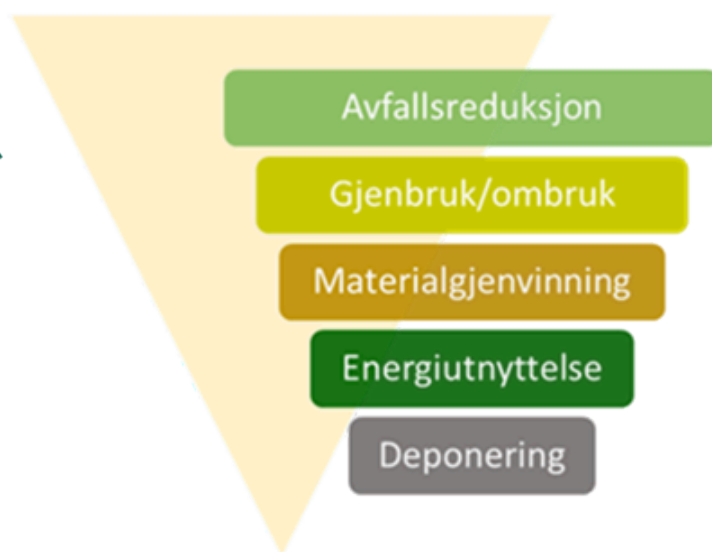 Avfallsreduksjon
Gjenbruk/ombruk
Materialgjenvinning
Energiutnyttelse
Deponering